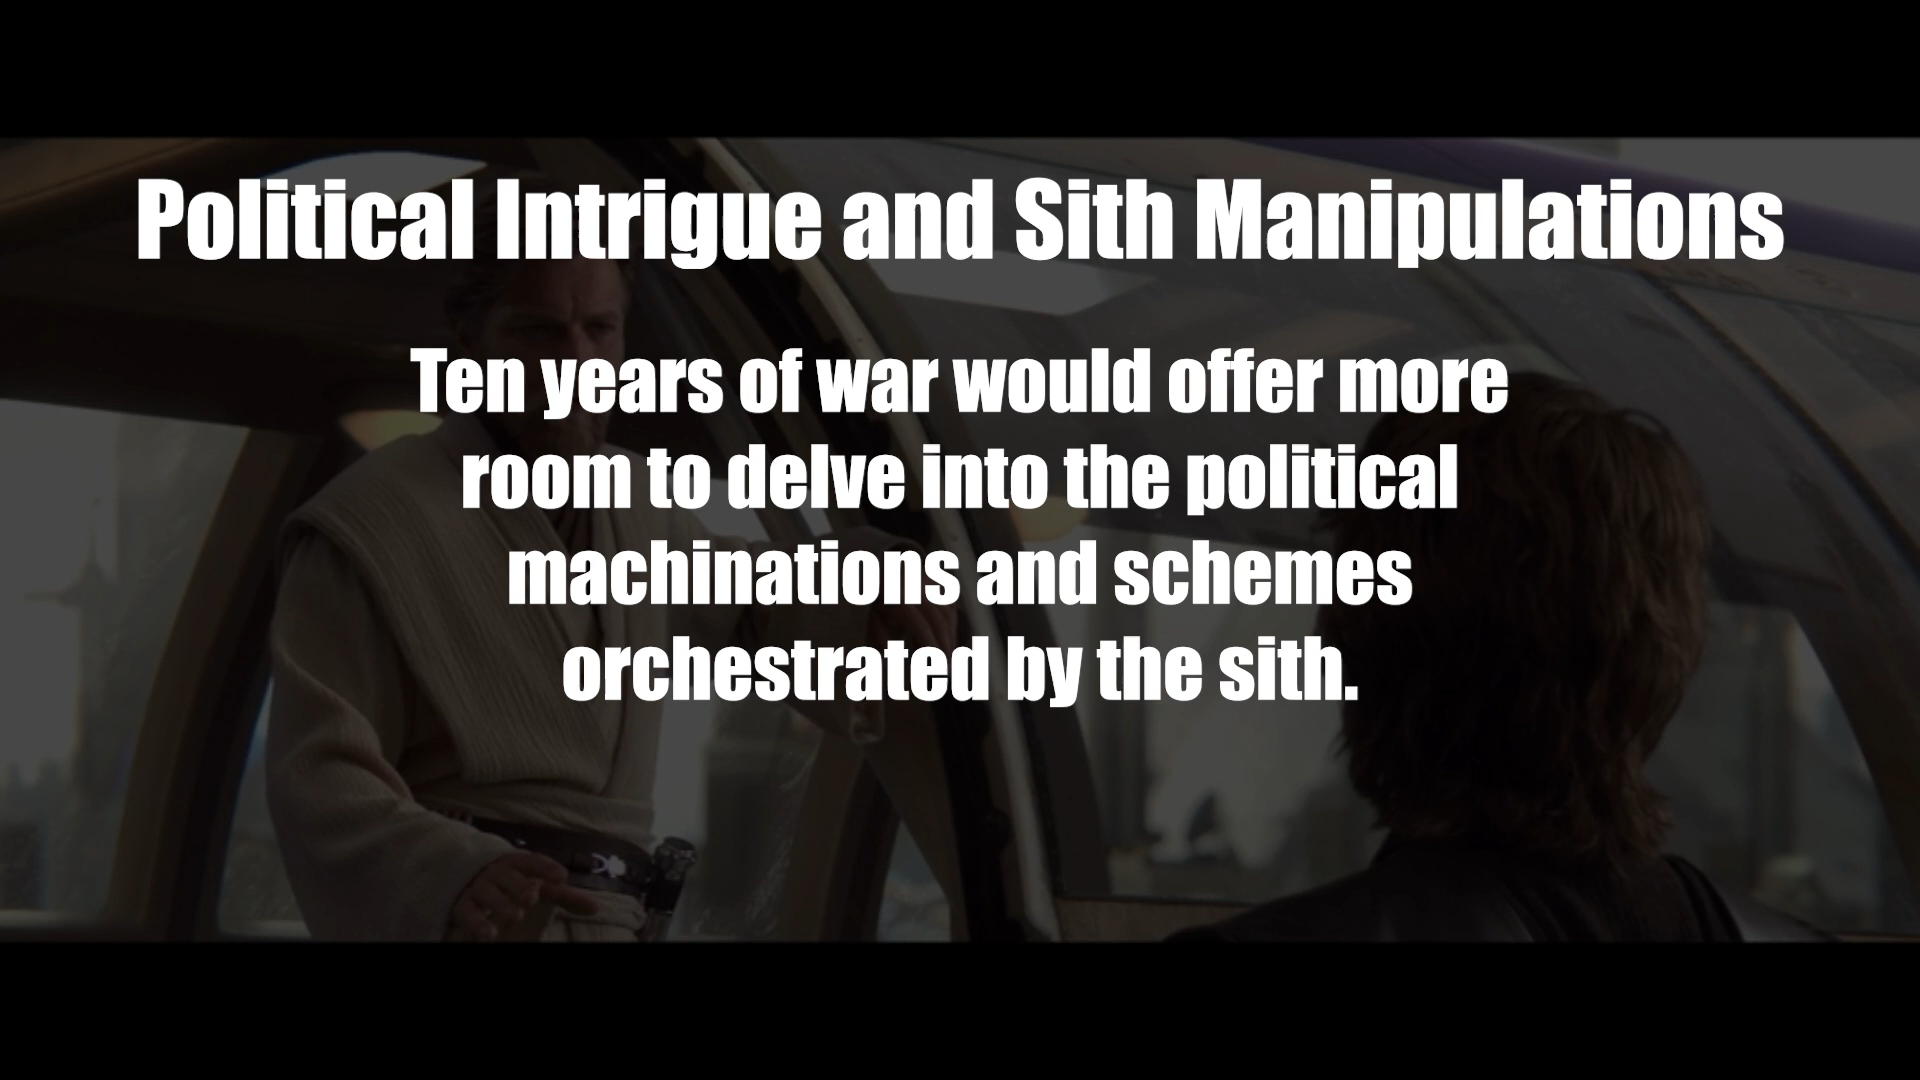 Political Intrigue and Sith Manipulations
Ten years of war would offer more
room to delve into the political
machinations and schemes
orchestrated by the sith.